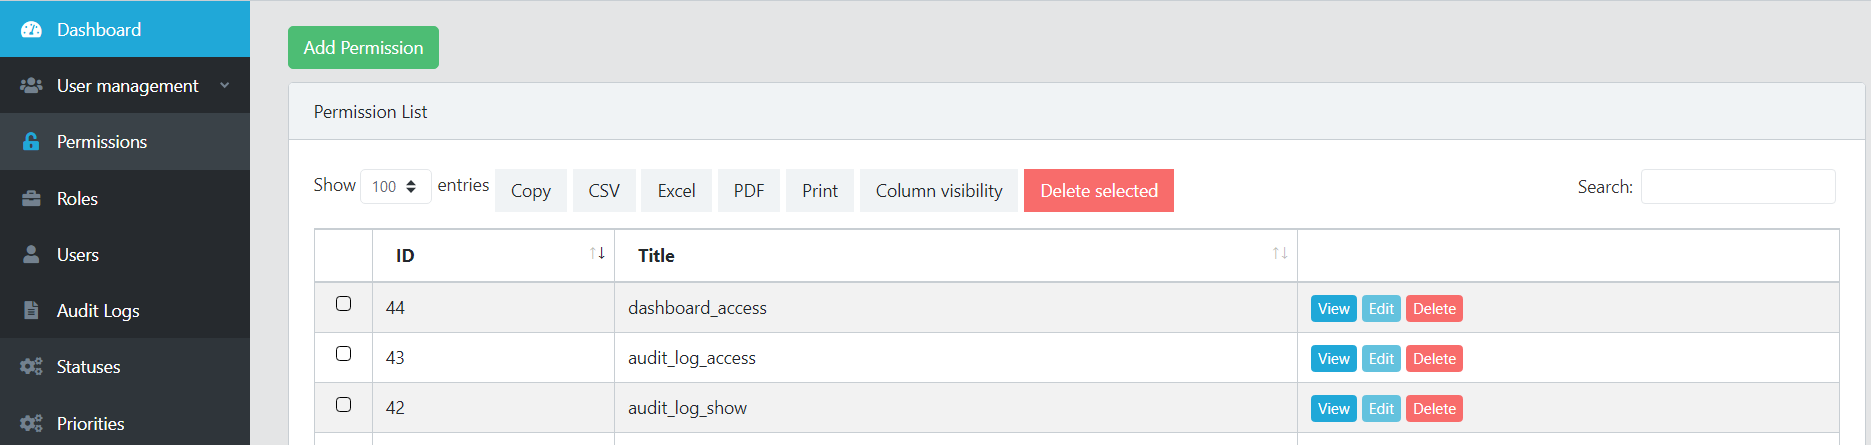 Dashboard
User management
Permissions
Roles
Users
Audit Logs
Statuses
Priorities
Add Permission
Permission List
Show 100 entries Copy CSV Excel PDF Print Column visibility Delete selected Search:
ID Title
44 dashboard_access View Edit Delete
43 audit_log_access View Edit Delete
42 audit_log_show View Edit Delete